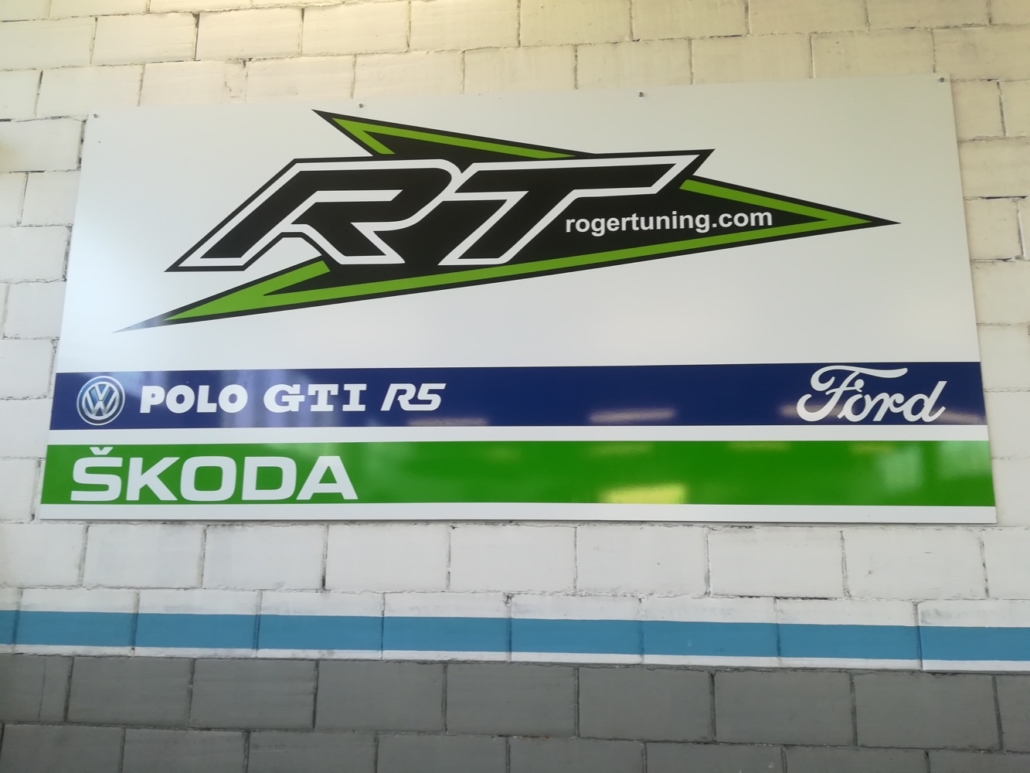 RT
rogertuning.com
POLO GTI R5
Ford
ŠKODA